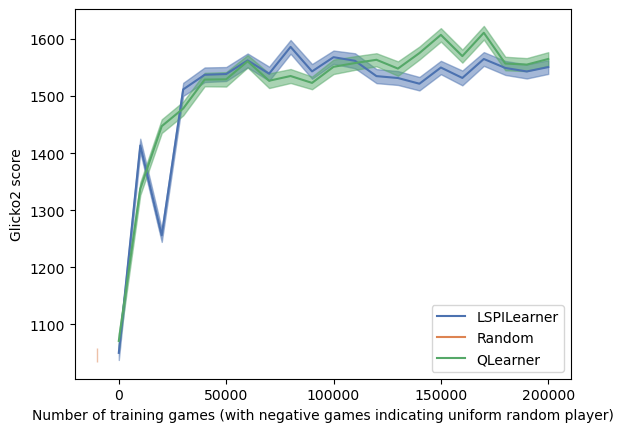 1600
1500
1400
1300
1200
1100
Glicko2 score
LSPILearner
Random
QLearner
0 50000 100000 150000 200000
Number of training games (with negative games indicating uniform random player)